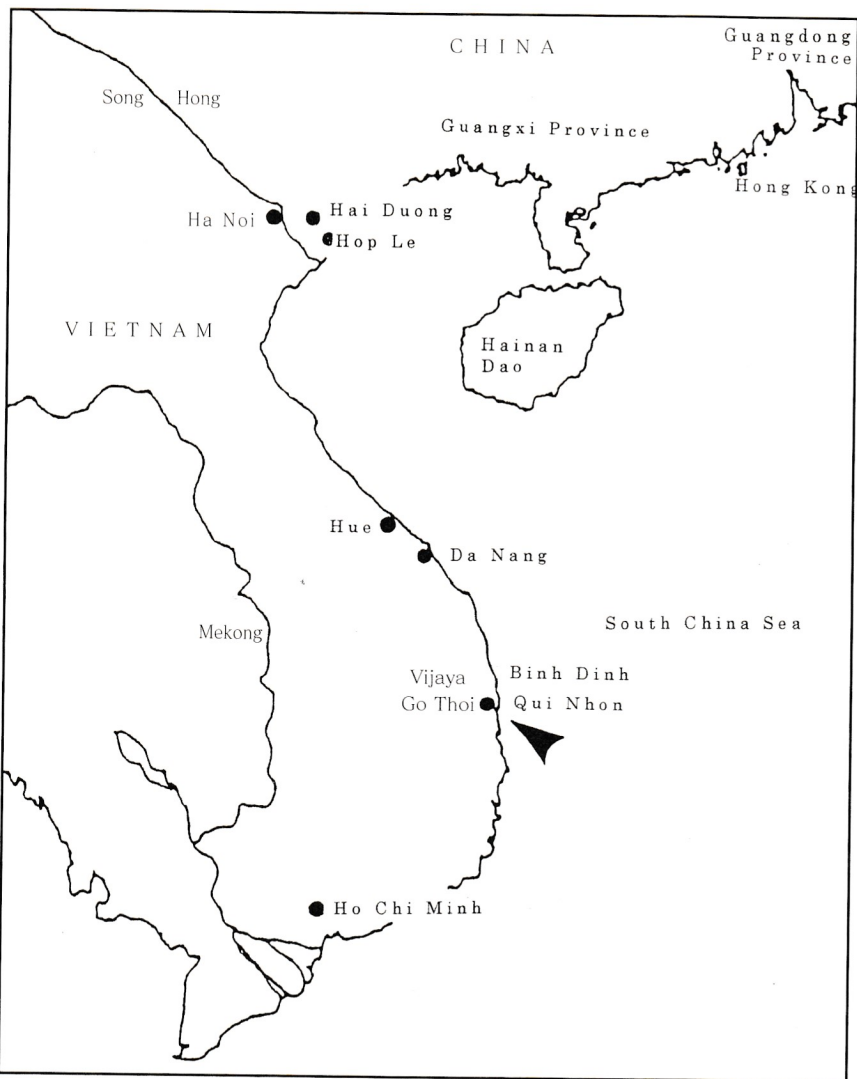 CHINA
Guangdong
Province
Song Hong
Guangxi Province
Hong Kong
Ha Noi
Hai Duong
Hop Le
VIETNAM
Hainan
Dao
Hue
Da Nang
Mekong
South China Sea
Vijaya
Go Thoi
Binh Dinh
Qui Nhon
Ho Chi Minh